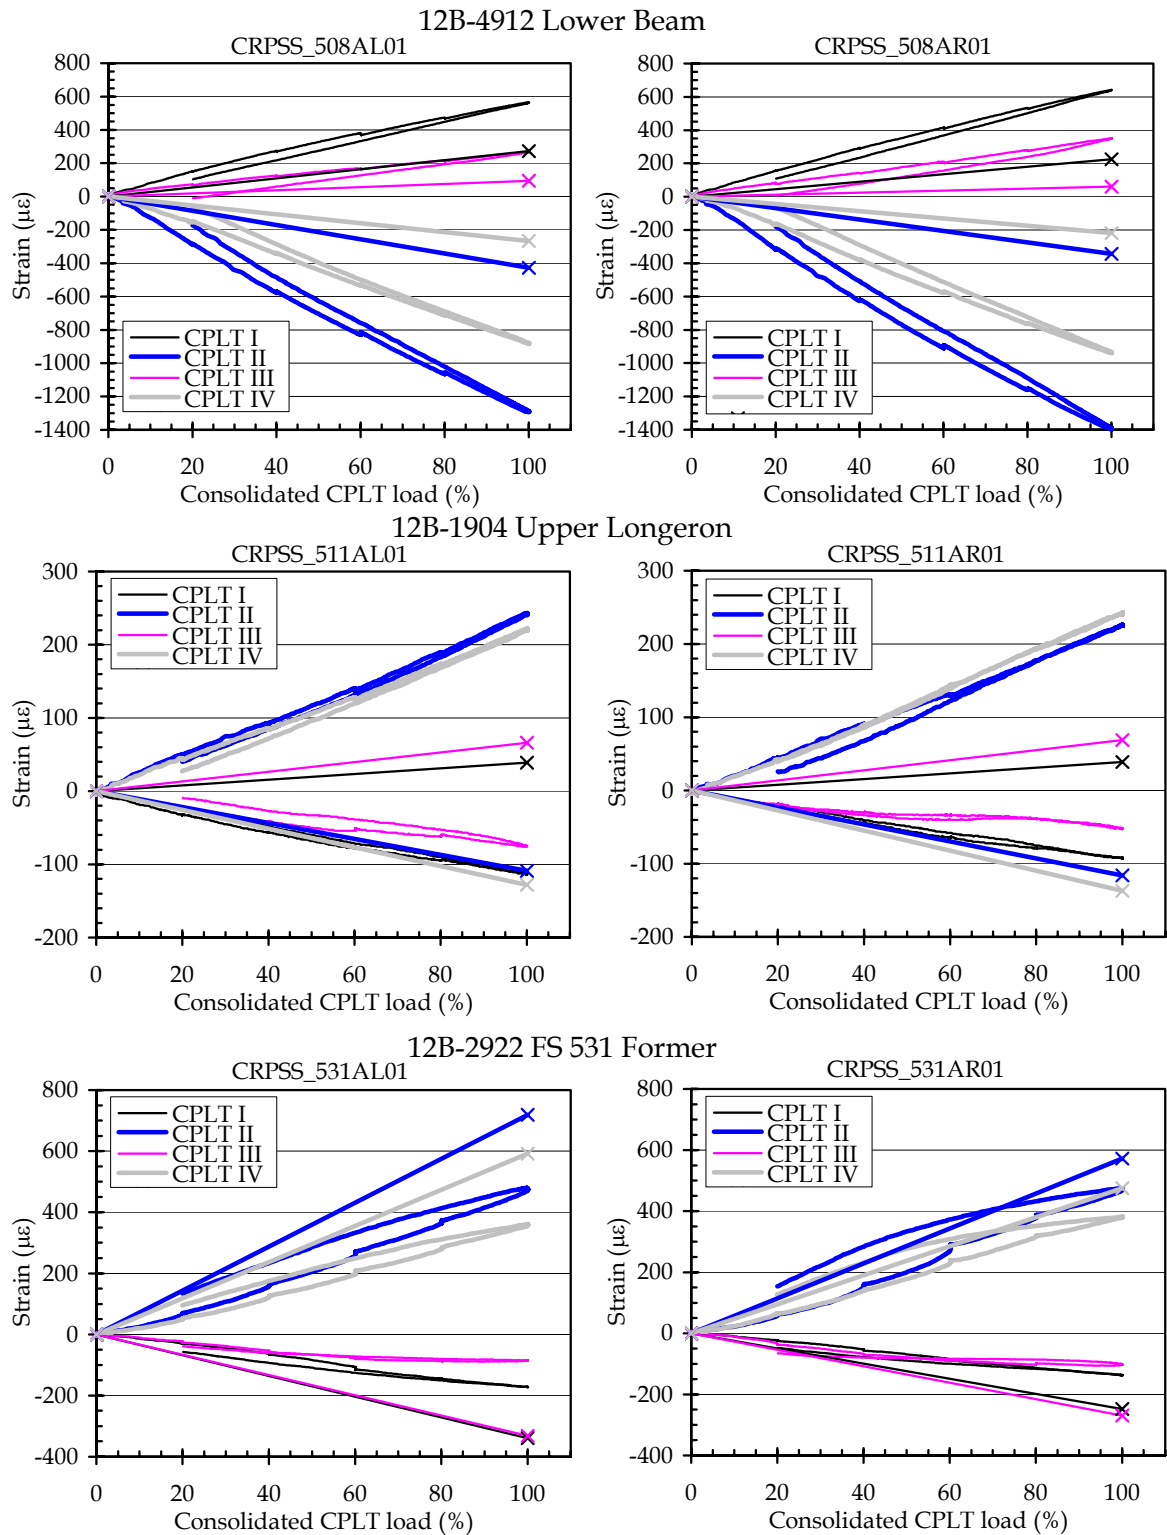 12B-4912 Lower Beam
CRPSS_508AL01
CRPSS_508AR01
Strain (με)
800
600
400
200
0
-200
-400
-600
-800
-1000
-1200
-1400
CPLT I
CPLT II
CPLT III
CPLT IV
0 20 40 60 80 100
Consolidated CPLT load (%)
Strain (με)
800
600
400
200
0
-200
-400
-600
-800
-1000
-1200
-1400
CPLT I
CPLT II
CPLT III
CPLT IV
0 20 40 60 80 100
Consolidated CPLT load (%)
12B-1904 Upper Longeron
CRPSS_511AL01
CRPSS_511AR01
Strain (με)
300
200
100
0
-100
-200
CPLT I
CPLT II
CPLT III
CPLT IV
0 20 40 60 80 100
Consolidated CPLT load (%)
Strain (με)
300
200
100
0
-100
-200
CPLT I
CPLT II
CPLT III
CPLT IV
0 20 40 60 80 100
Consolidated CPLT load (%)
12B-2922 FS 531 Former
CRPSS_531AL01
CRPSS_531AR01
Strain (με)
800
600
400
200
0
-200
-400
CPLT I
CPLT II
CPLT III
CPLT IV
0 20 40 60 80 100
Consolidated CPLT load (%)
Strain (με)
800
600
400
200
0
-200
-400
CPLT I
CPLT II
CPLT III
CPLT IV
0 20 40 60 80 100
Consolidated CPLT load (%)